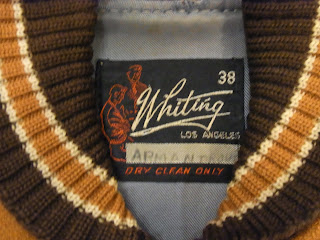 38
Whiting
LOS ANGELES
DRY CLEAN ONLY